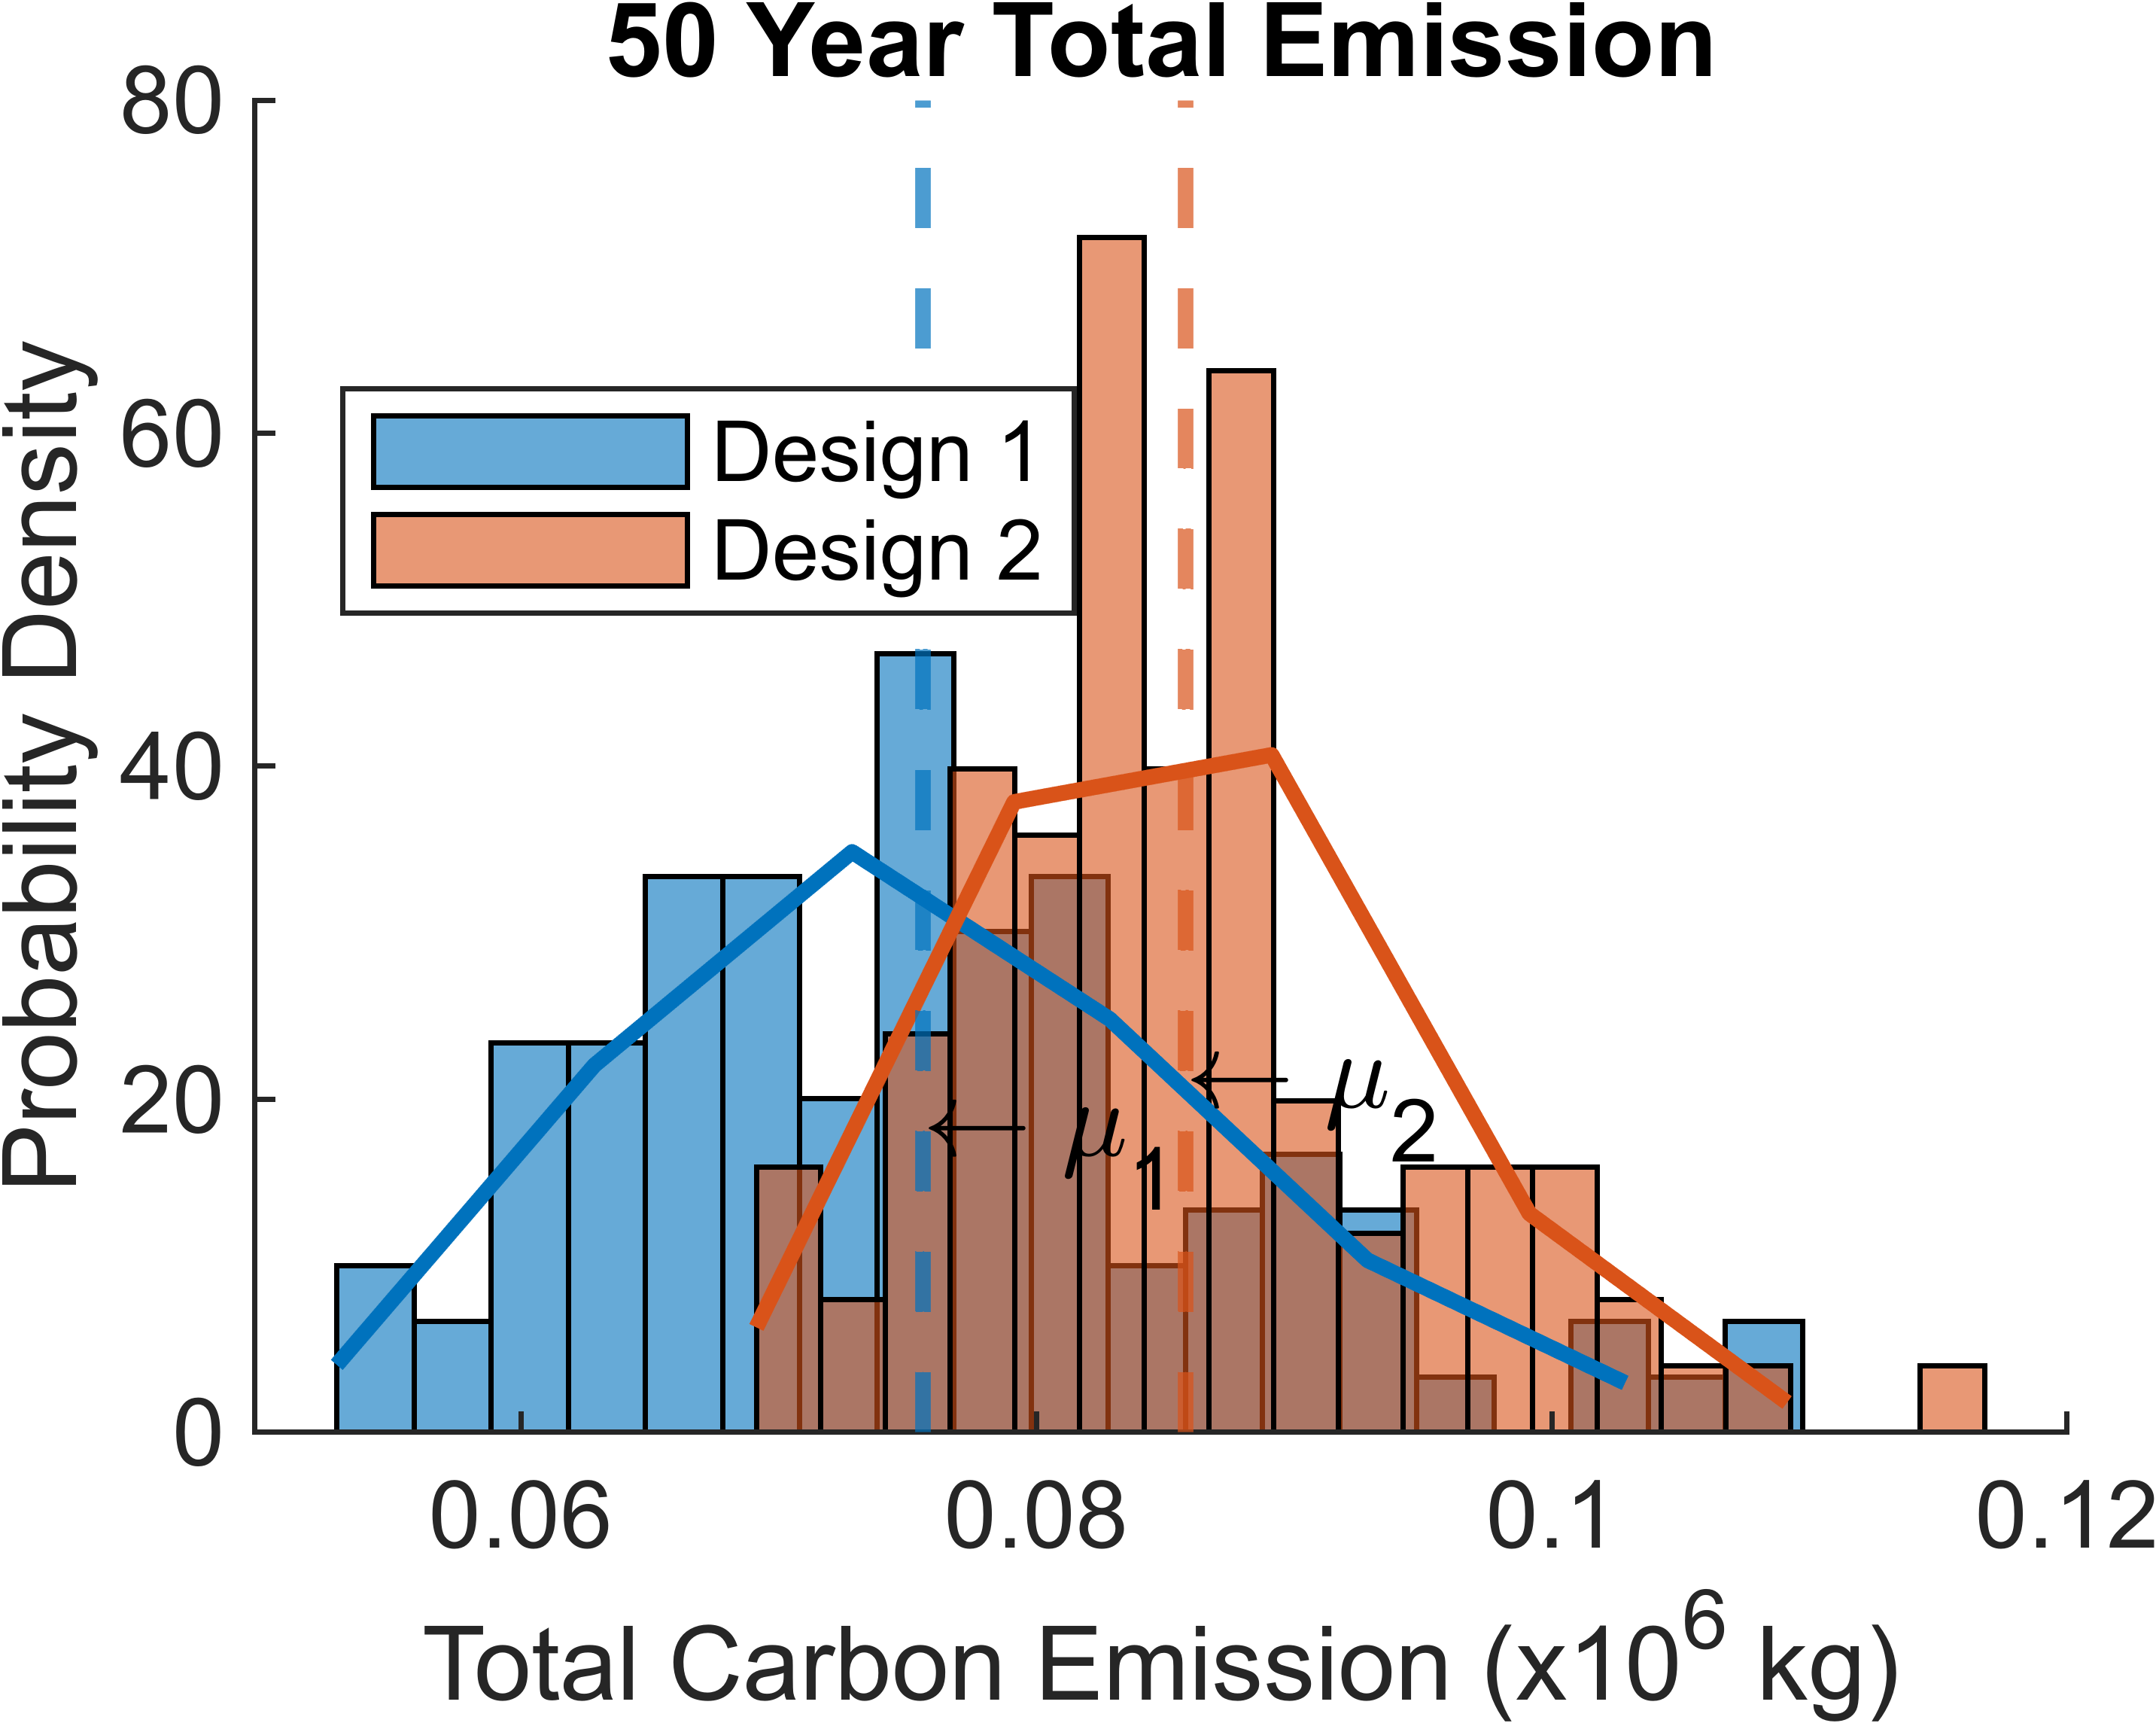 50 Year Total Emission
Probability Density
80
60
40
20
0
Design 1
Design 2
μ1
μ2
0.06
0.08
0.1
0.12
Total Carbon Emission (x10^6 kg)